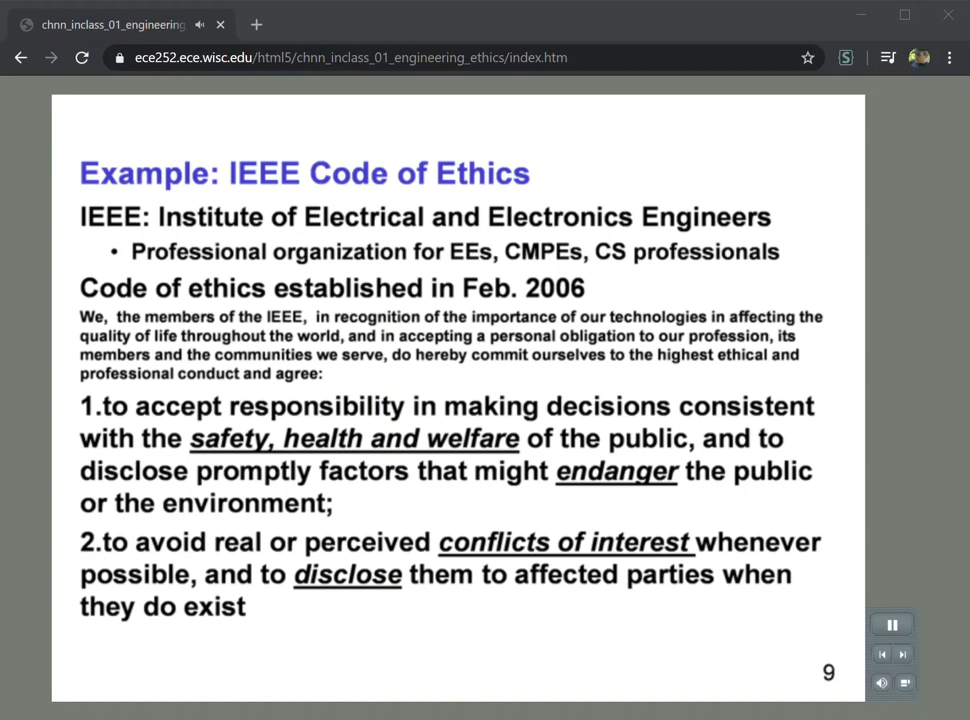 chnn_inclass_01_engineering
ece252.ece.wisc.edu/html5/chnn_inclass_01_engineering_ethics/index.htm
S
Example: IEEE Code of Ethics
IEEE: Institute of Electrical and Electronics Engineers
• Professional organization for EEs, CMPEs, CS professionals
Code of ethics established in Feb. 2006
We, the members of the IEEE, in recognition of the importance of our technologies in affecting the
quality of life throughout the world, and in accepting a personal obligation to our profession, its
members and the communities we serve, do hereby commit ourselves to the highest ethical and
professional conduct and agree:
1.to accept responsibility in making decisions consistent
with the safety, health and welfare of the public, and to
disclose promptly factors that might endanger the public
or the environment;
2.to avoid real or perceived conflicts of interest whenever
possible, and to disclose them to affected parties when
they do exist
9